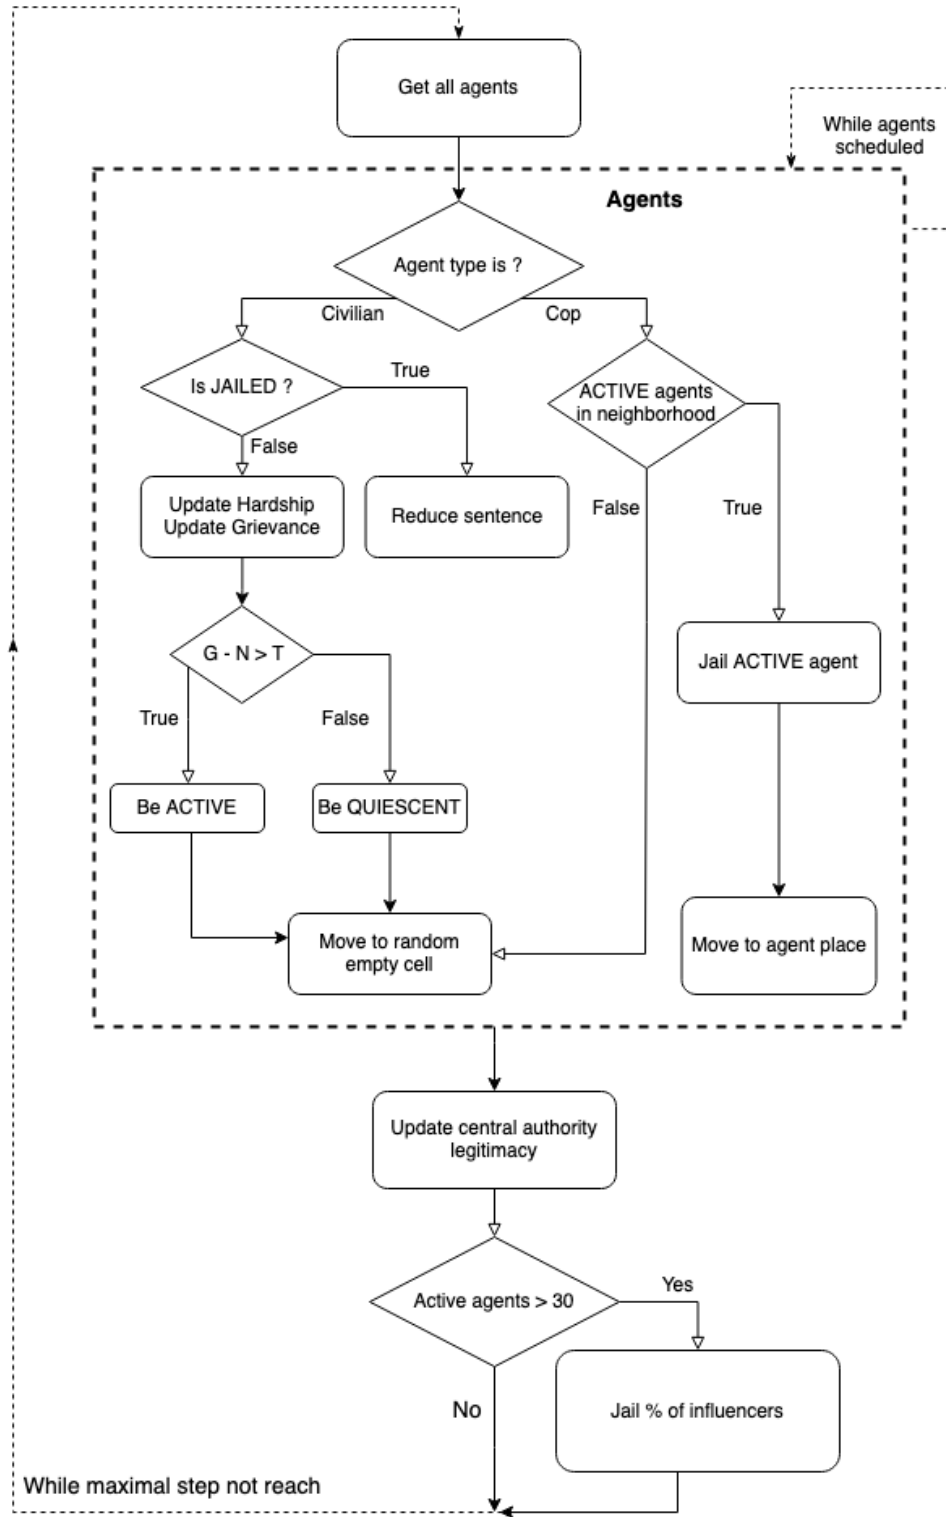 Get all agents
While agents
scheduled
Agents
Agent type is ?
Civilian
Cop
Is JAILED ?
True
ACTIVE agents
in neighborhood
False
Update Hardship
Update Grievance
Reduce sentence
False
True
G - N > T
Jail ACTIVE agent
True
False
Be ACTIVE
Be QUIESCENT
Move to random
empty cell
Move to agent place
Update central authority
legitimacy
Active agents > 30
Yes
No
Jail % of influencers
While maximal step not reach